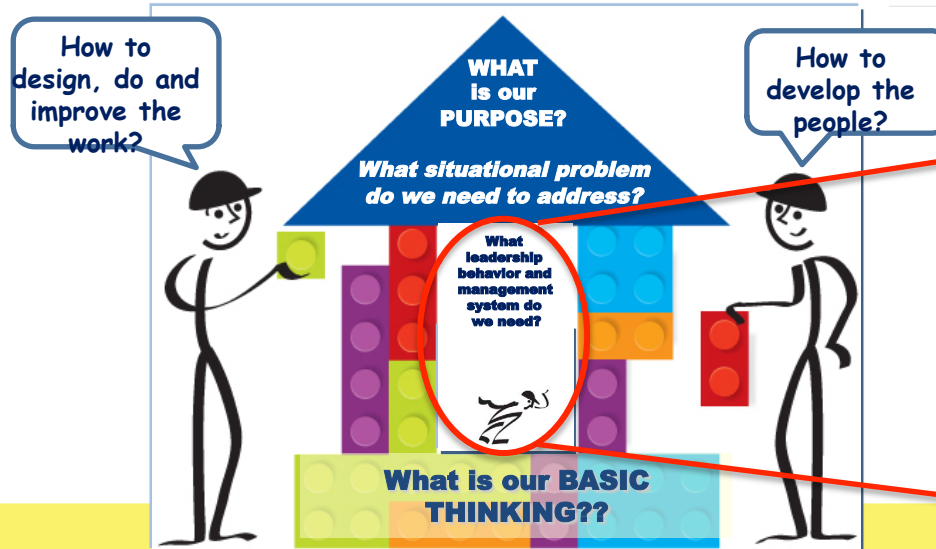 How to
design, do and
improve the
work?
WHAT
is our
PURPOSE?
What situational problem
do we need to address?
How to
develop the
people?
What
leadership
behavior and
management
system do
we need?
What is our BASIC
THINKING??